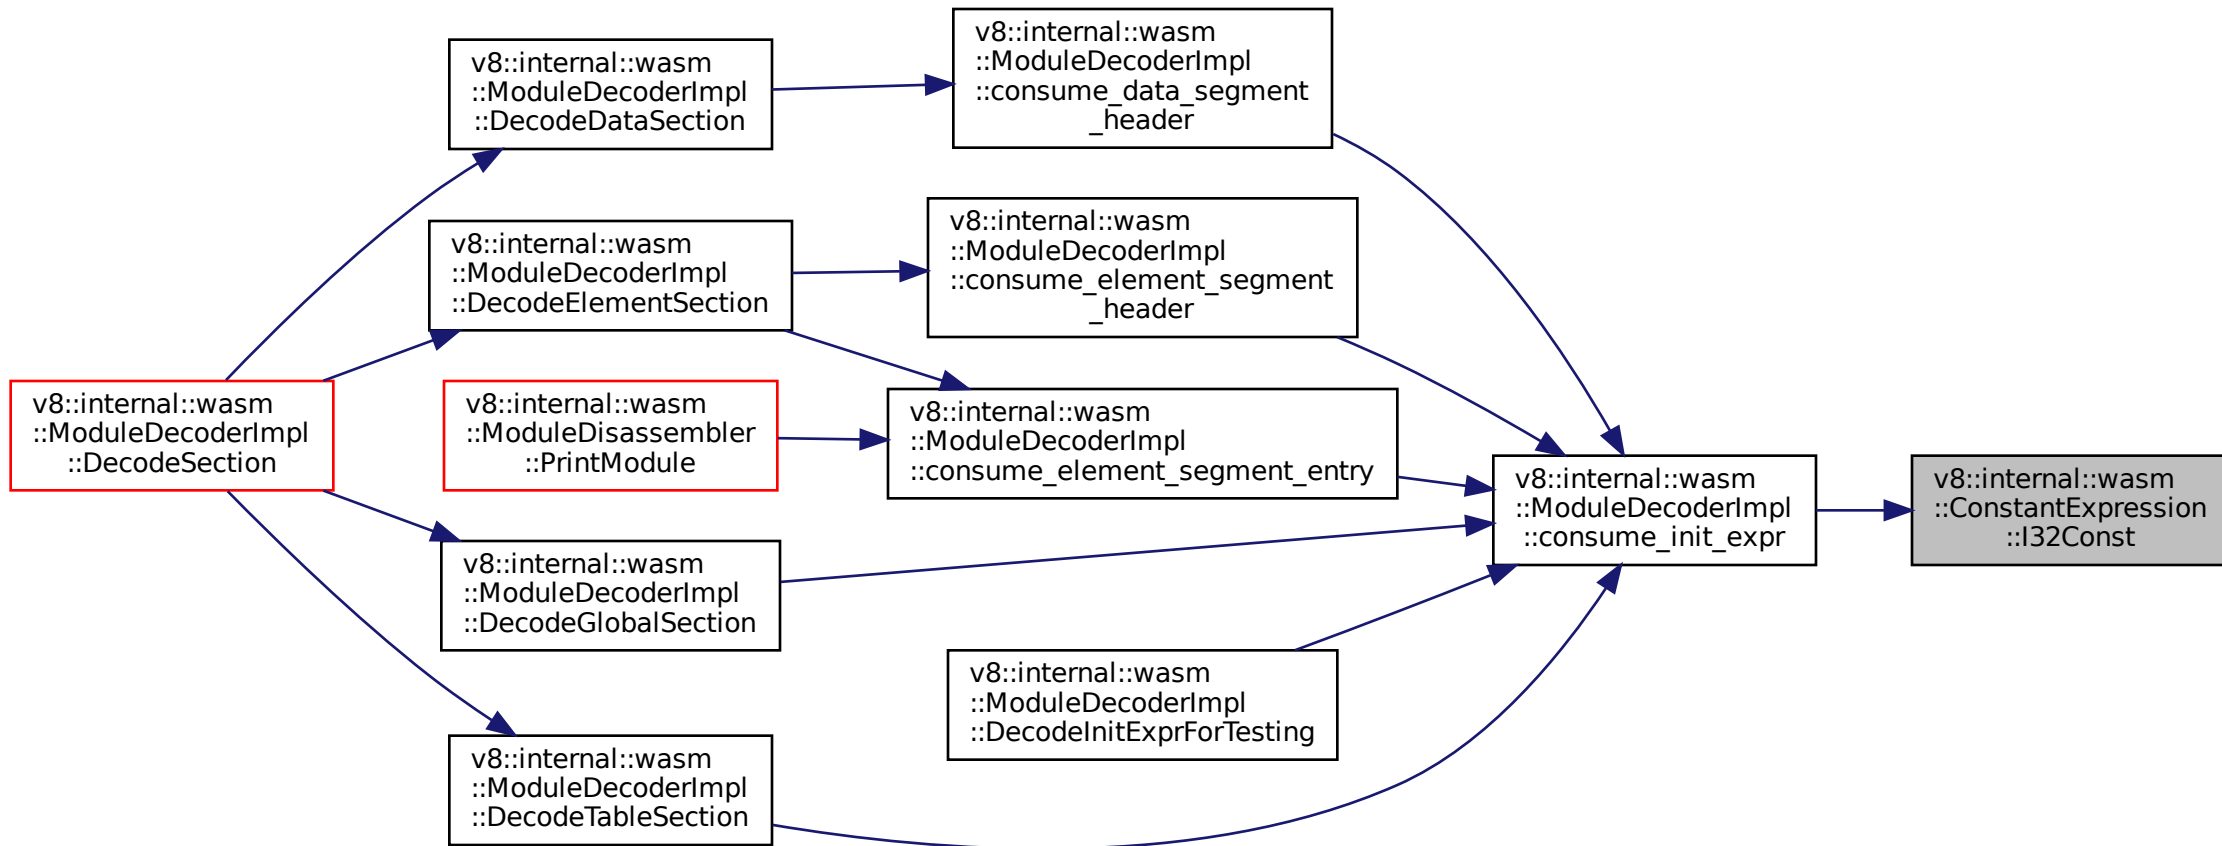 v8::internal::wasm
::ModuleDecoderImpl
::consume_data_segment
_header
v8::internal::wasm
::ModuleDecoderImpl
::DecodeDataSection
v8::internal::wasm
::ModuleDecoderImpl
::consume_element_segment
_header
v8::internal::wasm
::ModuleDecoderImpl
::DecodeElementSection
v8::internal::wasm
::ModuleDecoderImpl
::DecodeSection
v8::internal::wasm
::ModuleDisassembler
::PrintModule
v8::internal::wasm
::ModuleDecoderImpl
::consume_element_segment_entry
v8::internal::wasm
::ModuleDecoderImpl
::consume_init_expr
v8::internal::wasm
::ConstantExpression
::I32Const
v8::internal::wasm
::ModuleDecoderImpl
::DecodeGlobalSection
v8::internal::wasm
::ModuleDecoderImpl
::DecodeInitExprForTesting
v8::internal::wasm
::ModuleDecoderImpl
::DecodeTableSection